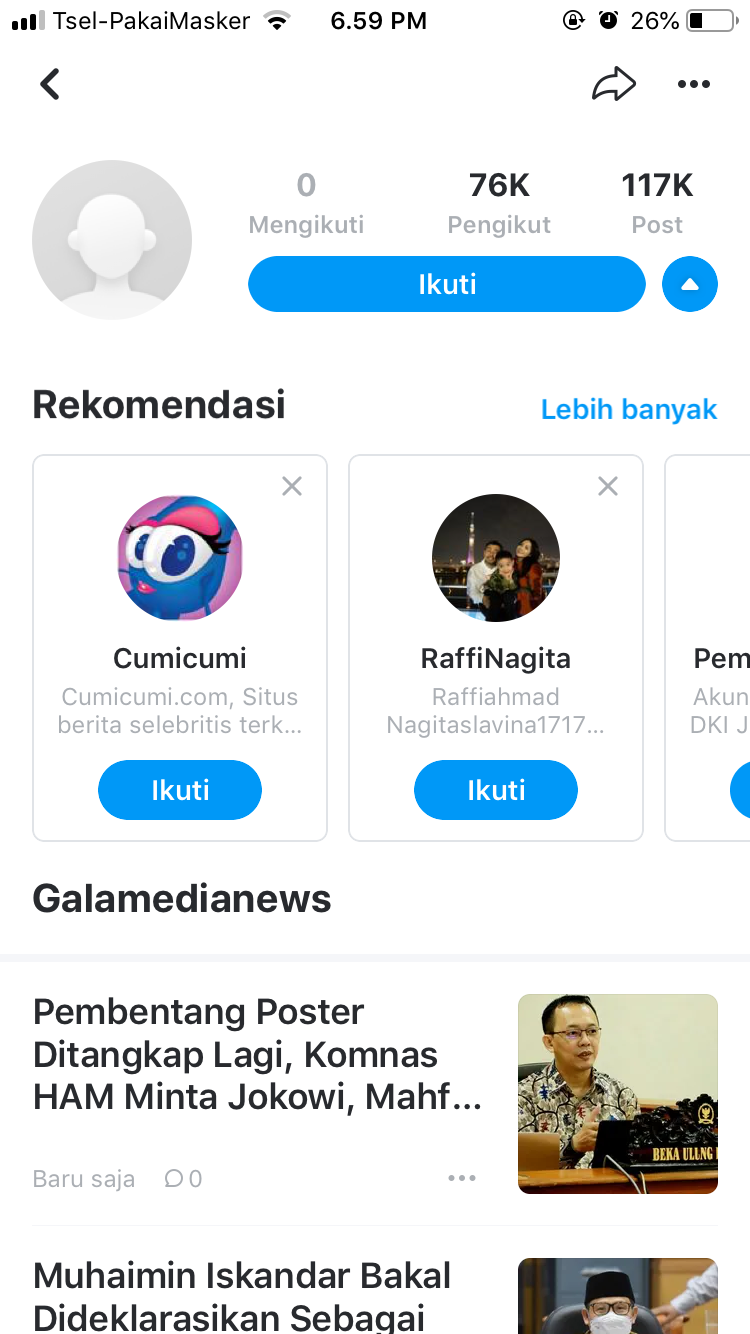 Tsel-PakaiMasker 6.59 PM 26%
0 76K 117K
Mengikuti Pengikut Post
Ikuti
Rekomendasi Lebih banyak
Cumicumi
Cumicumi.com, Situs
berita selebritis terk...
Ikuti
RaffiNagita
Raffiahmad
Nagitaslavina1717...
Ikuti
Pem
Akun
DKI J
Galamedianews
Pembentang Poster
Ditangkap Lagi, Komnas
HAM Minta Jokowi, Mahf...
Baru saja 0
BEKA ULUNG
Muhaimin Iskandar Bakal
Dideklarasikan Sebagai